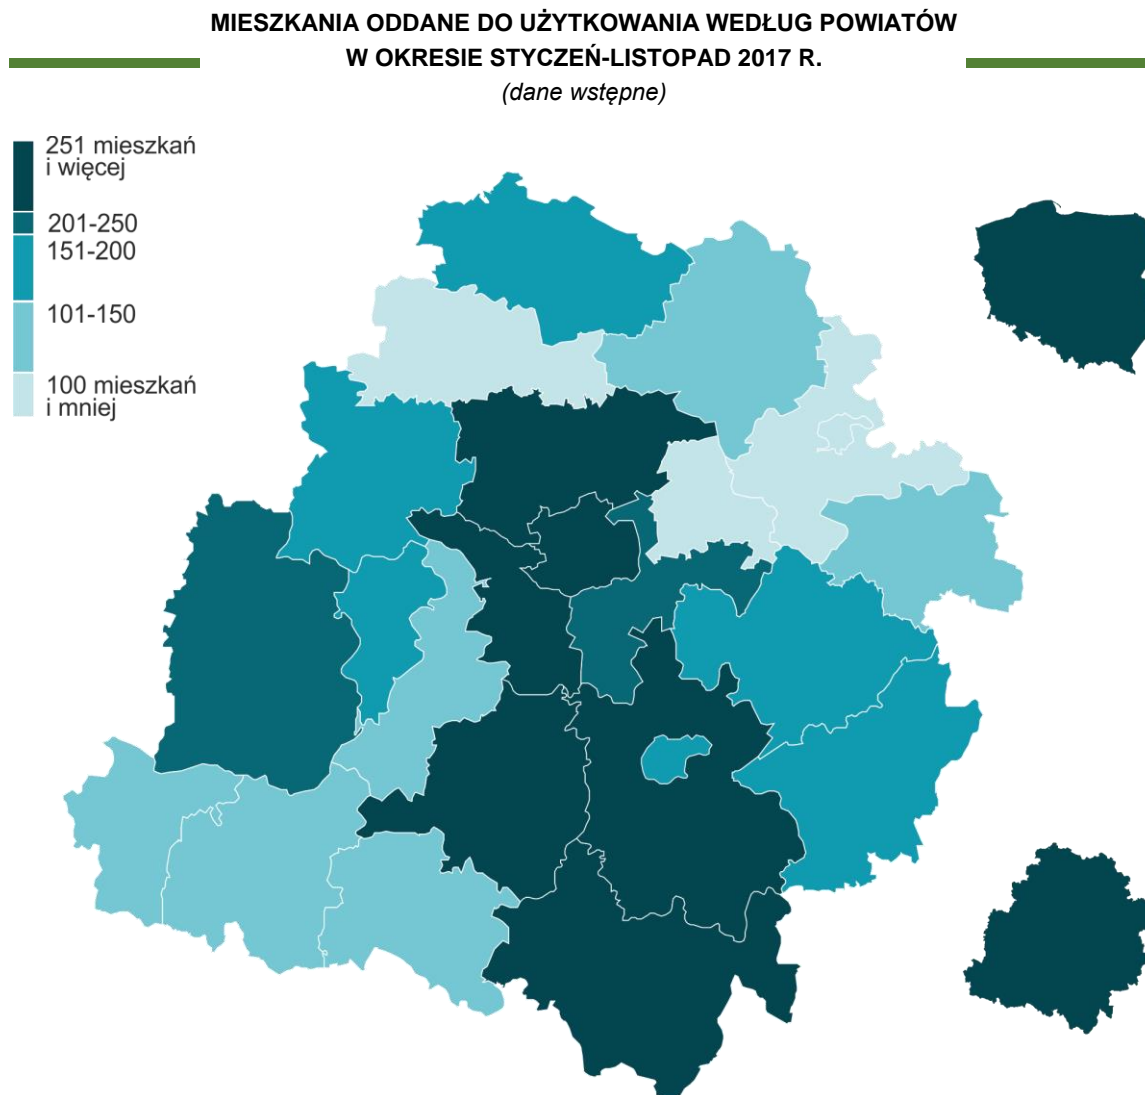 MIESZKANIA ODDANE DO UŻYTKOWANIA WEDŁUG POWIATÓW
W OKRESIE STYCZEŃ-LISTOPAD 2017 R.
(dane wstępne)
251 mieszkań
i więcej
201-250
151-200
101-150
100 mieszkań
i mniej